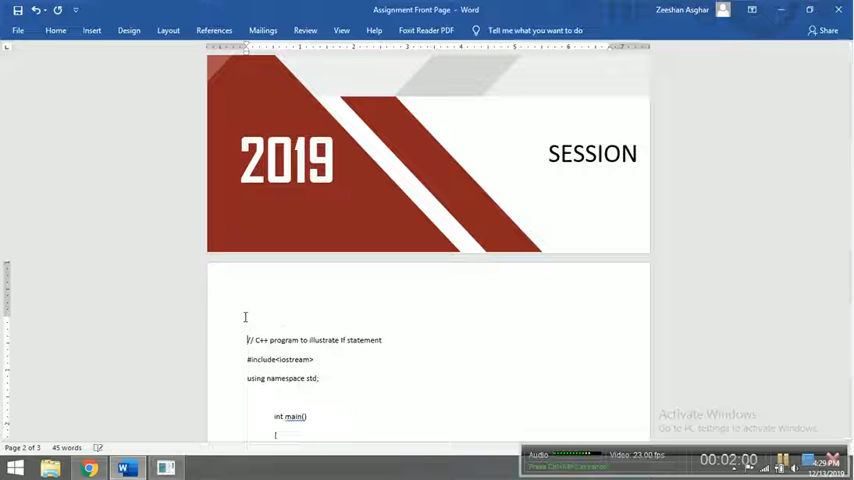 Assignment Front Page - Word
Zeeshan Asghar
File Home Insert Design Layout References Mailings Review View Help Foxit Reader PDF Tell me what you want to do Share
2019
SESSION
// C++ program to illustrate If statement
#include<iostream>
using namespace std;
int main()
{
Activate Windows
Go to PC settings to activate Windows.
Page 2 of 3 45 words
Audio Video: 23.00 fps
00:02:00
4:29 PM
12/13/2019